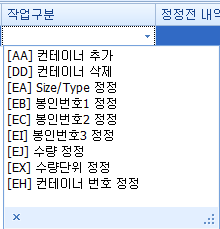 작업구분 정정전 내역
[AA] 컨테이너 추가
[DD] 컨테이너 삭제
[EA] Size/Type 정정
[EB] 봉인번호1 정정
[EC] 봉인번호2 정정
[EI] 봉인번호3 정정
[EJ] 수량 정정
[EX] 수량단위 정정
[EH] 컨테이너 번호 정정